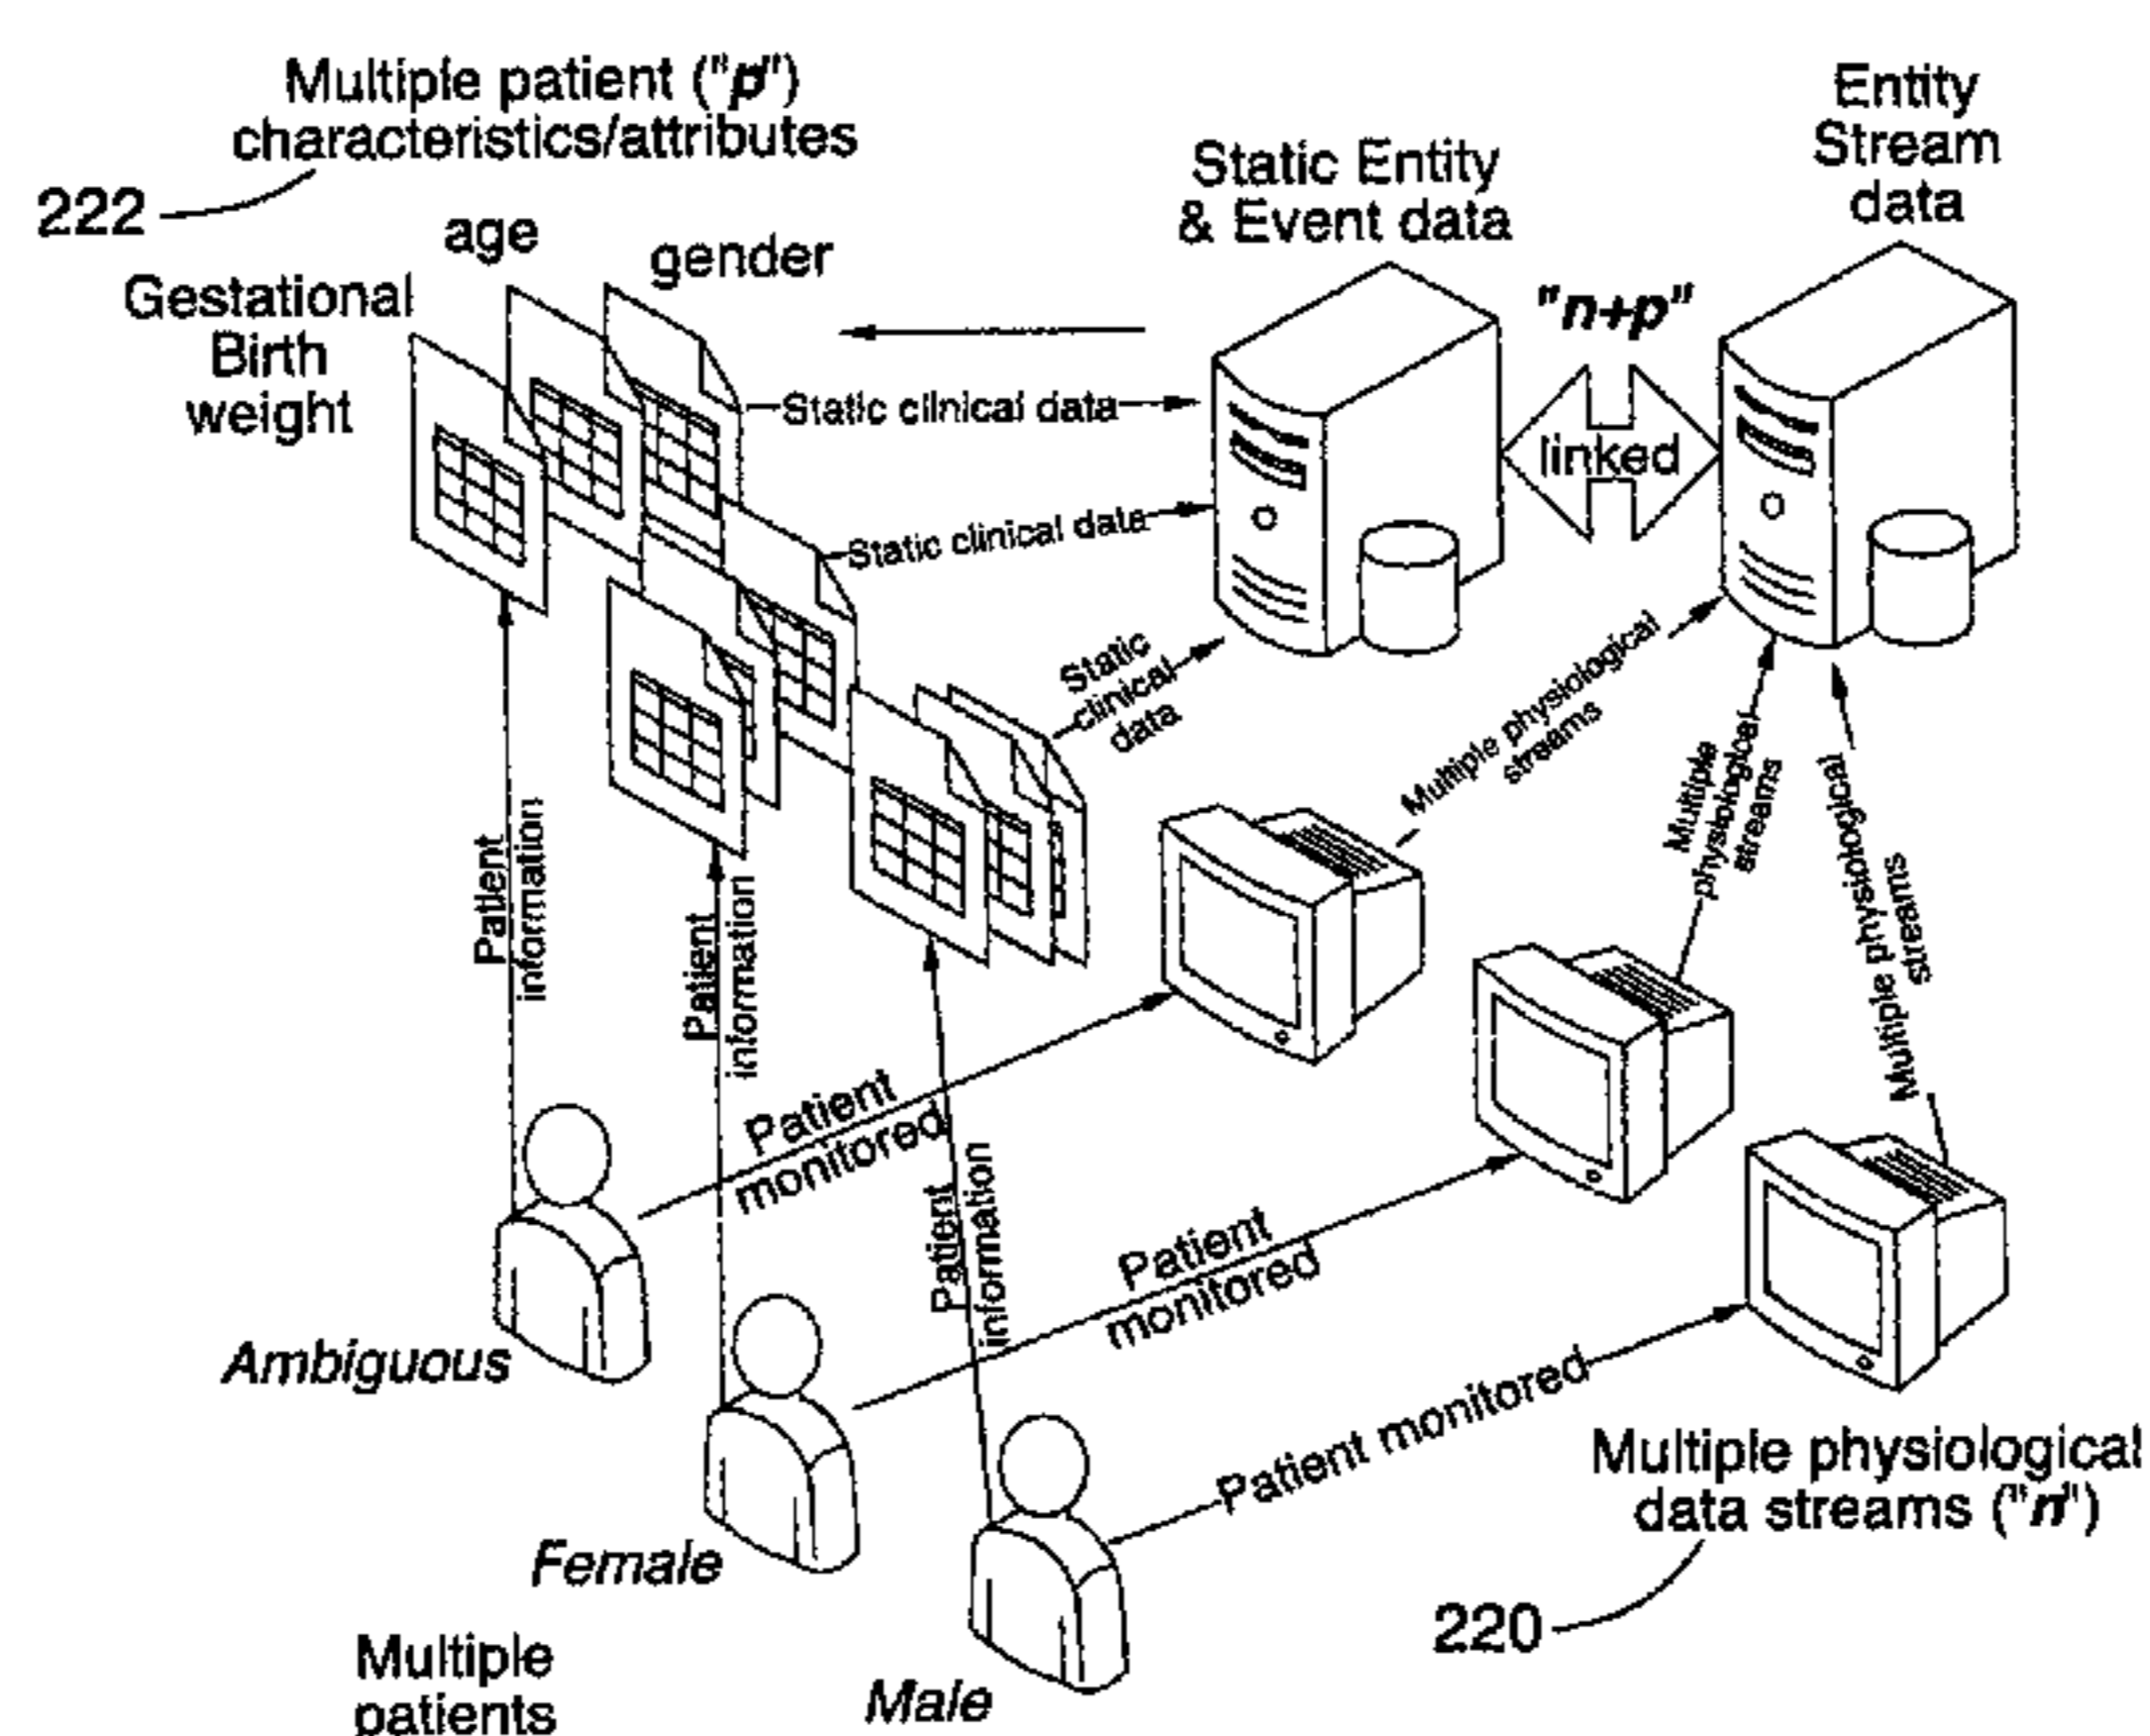 Multiple patient ("p")
characteristics/attributes
222
age
gender
Gestational
Birth
weight
Static Entity
& Event data
Entity
Stream
data
"n+p"
linked
Static clinical data
Static clinical data
Static
clinical
data
Multiple physiological
streams
Multiple
physiological
streams
Multiple physiological
streams
Patient
information
Patient
information
Patient
information
Patient
monitored
Patient
monitored
Patient monitored
Ambiguous
Female
Male
Multiple
patients
Multiple physiological
data streams ("n")
220